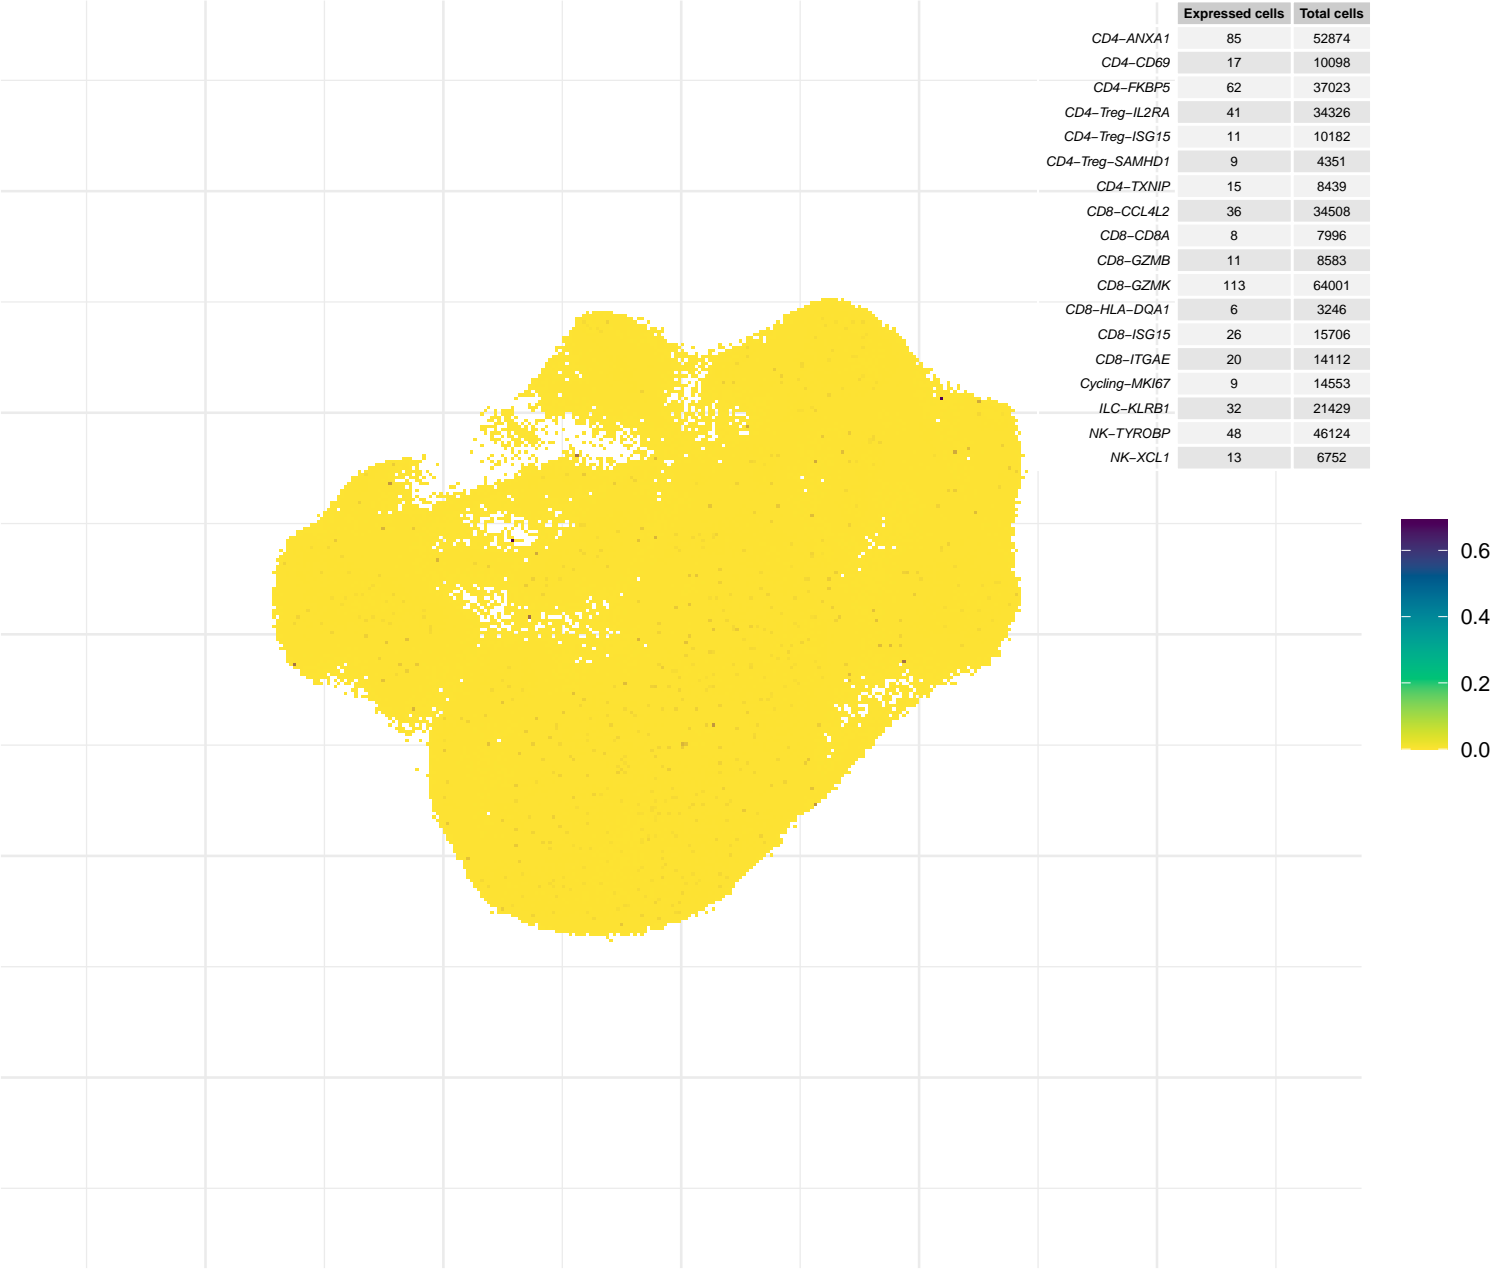 Expressed cells Total cells
CD4−ANXA1 85 52874
CD4−CD69 17 10098
CD4−FKBP5 62 37023
CD4−Treg−IL2RA 41 34326
CD4−Treg−ISG15 11 10182
CD4−Treg−SAMHD1 9 4351
CD4−TXNIP 15 8439
CD8−CCL4L2 36 34508
CD8−CD8A 8 7996
CD8−GZMB 11 8583
CD8−GZMK 113 64001
CD8−HLA−DQA1 6 3246
CD8−ISG15 26 15706
CD8−ITGAE 20 14112
Cycling−MKI67 9 14553
ILC−KLRB1 32 21429
NK−TYROBP 48 46124
NK−XCL1 13 6752
0.6
0.4
0.2
0.0